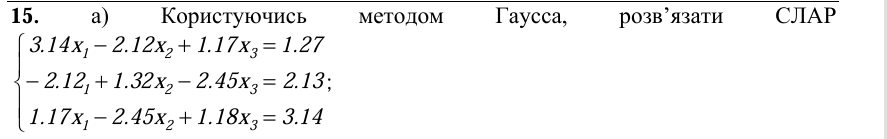 15. а) Користуючись методом Гаусса, розв’язати СЛАР
3.14x₁ − 2.12x₂ + 1.17x₃ = 1.27
− 2.12₁ + 1.32x₂ − 2.45x₃ = 2.13;
1.17x₁ − 2.45x₂ + 1.18x₃ = 3.14